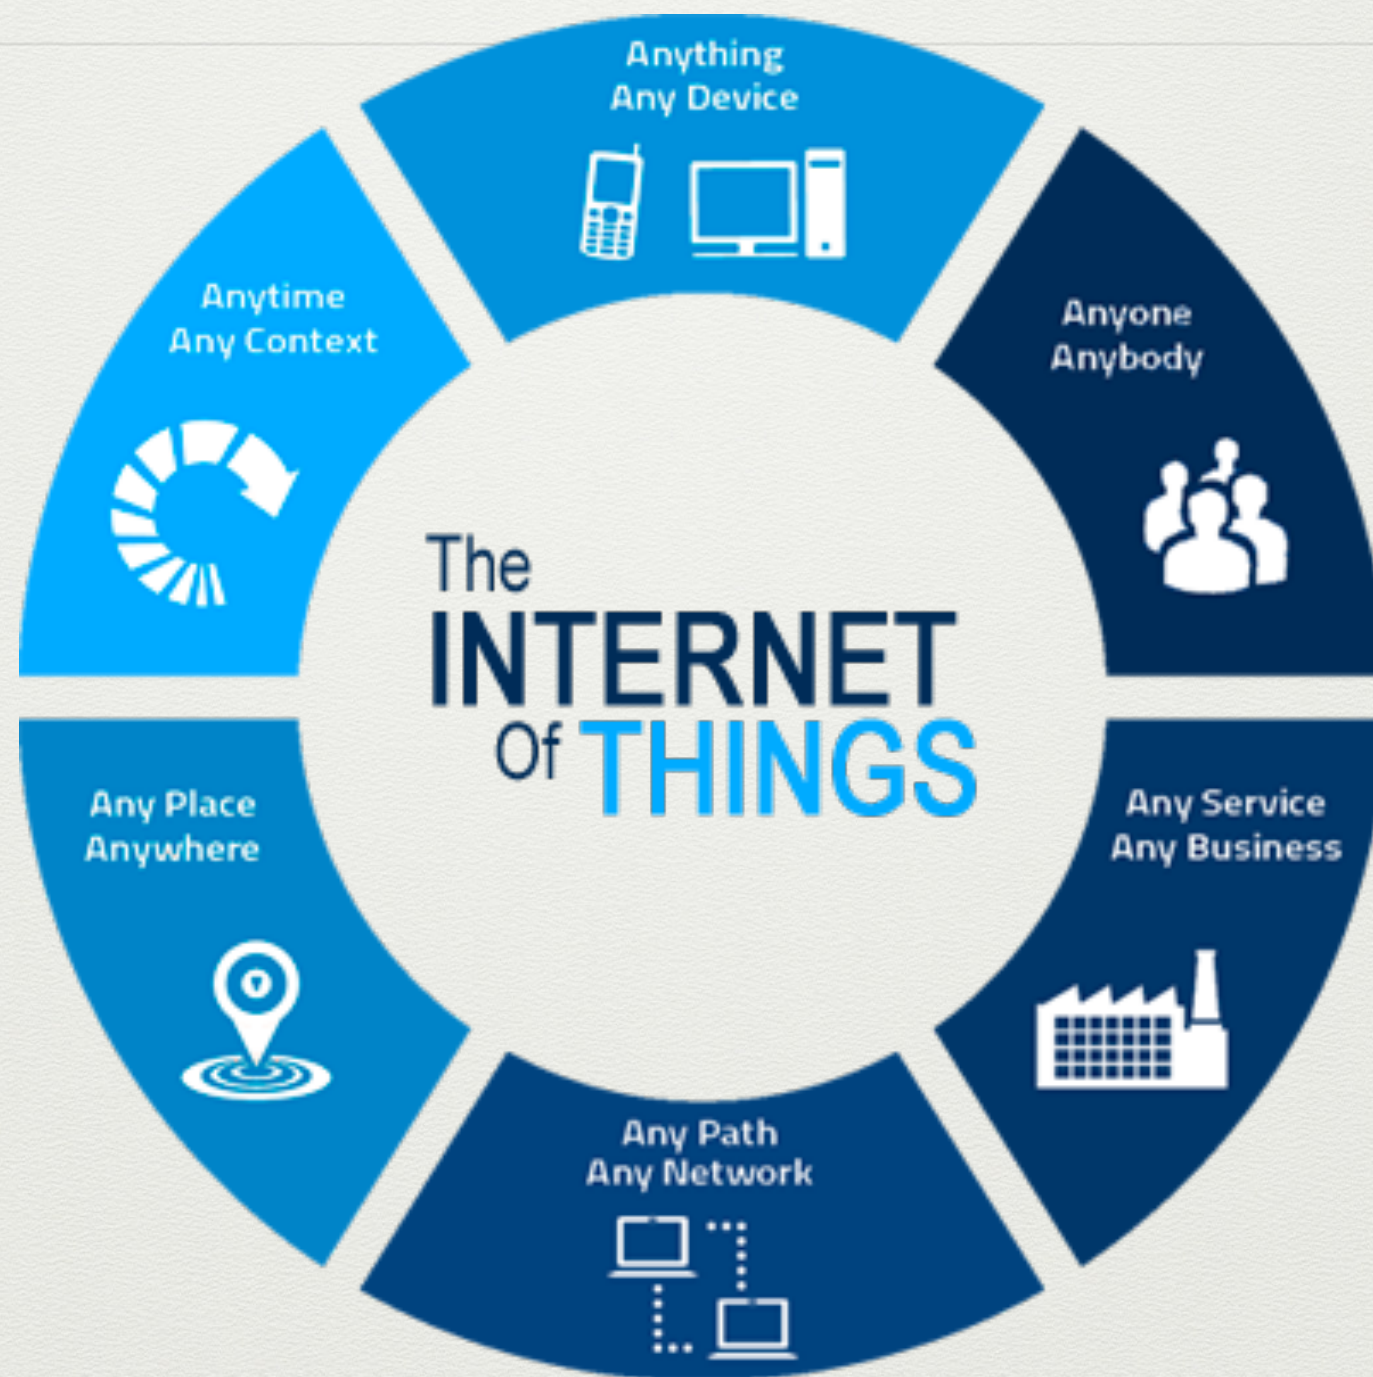 Anything
Any Device
Anyone
Anybody
Any Service
Any Business
Any Path
Any Network
Any Place
Anywhere
Anytime
Any Context
The
INTERNET
Of THINGS